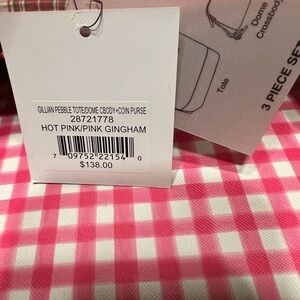 GILLIAN PEBBLE TOTE/DOME CBODY+COIN PURSE
28721778
HOT PINK/PINK GINGHAM
7 09752 22154 0
$138.00
Tote
Dome
Crossbody
3 PIECE SET